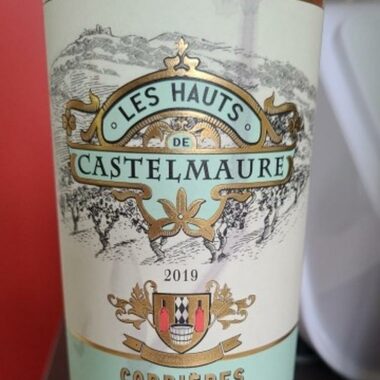 LES HAUTS
DE
CASTELMAURE
2019
CORBIÈRES